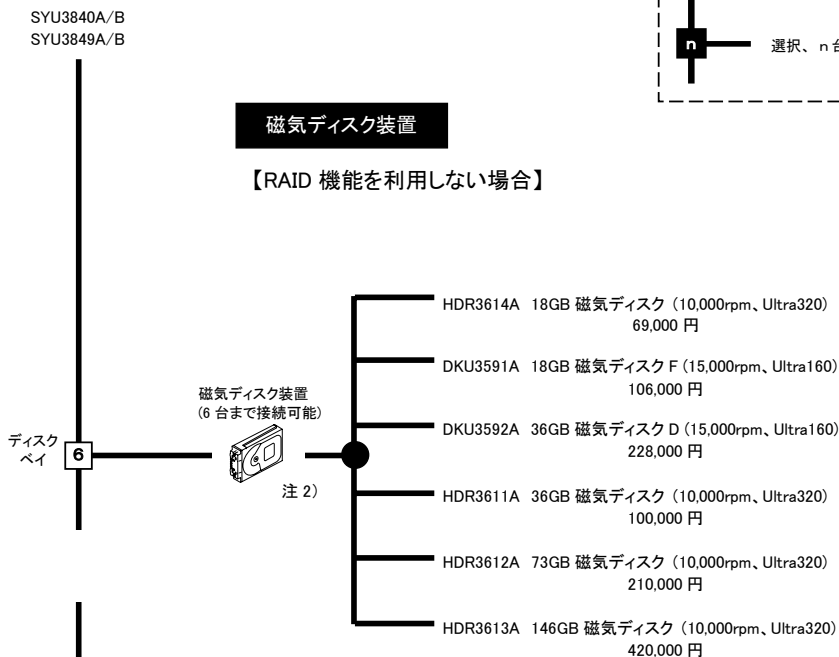 SYU3840A/B
SYU3849A/B
n
選択、n
磁気ディスク装置
【RAID 機能を利用しない場合】
HDR3614A 18GB 磁気ディスク (10,000rpm、Ultra320)
69,000 円
DKU3591A 18GB 磁気ディスク F (15,000rpm、Ultra160)
106,000 円
磁気ディスク装置
(6 台まで接続可能)
DKU3592A 36GB 磁気ディスク D (15,000rpm、Ultra160)
228,000 円
ディスク
ベイ
6
注 2)
HDR3611A 36GB 磁気ディスク (10,000rpm、Ultra320)
100,000 円
HDR3612A 73GB 磁気ディスク (10,000rpm、Ultra320)
210,000 円
HDR3613A 146GB 磁気ディスク (10,000rpm、Ultra320)
420,000 円